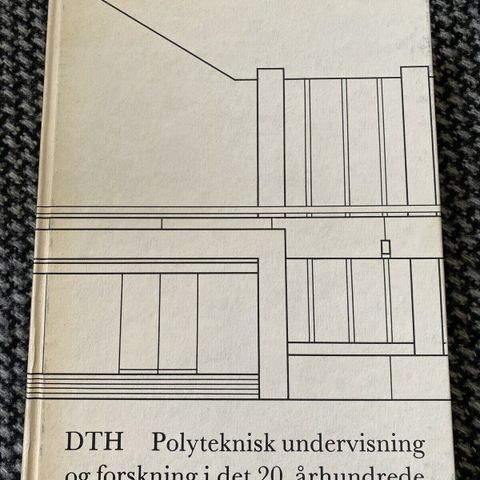 DTH Polyteknisk undervisning
og forskning i det 20. århundrede